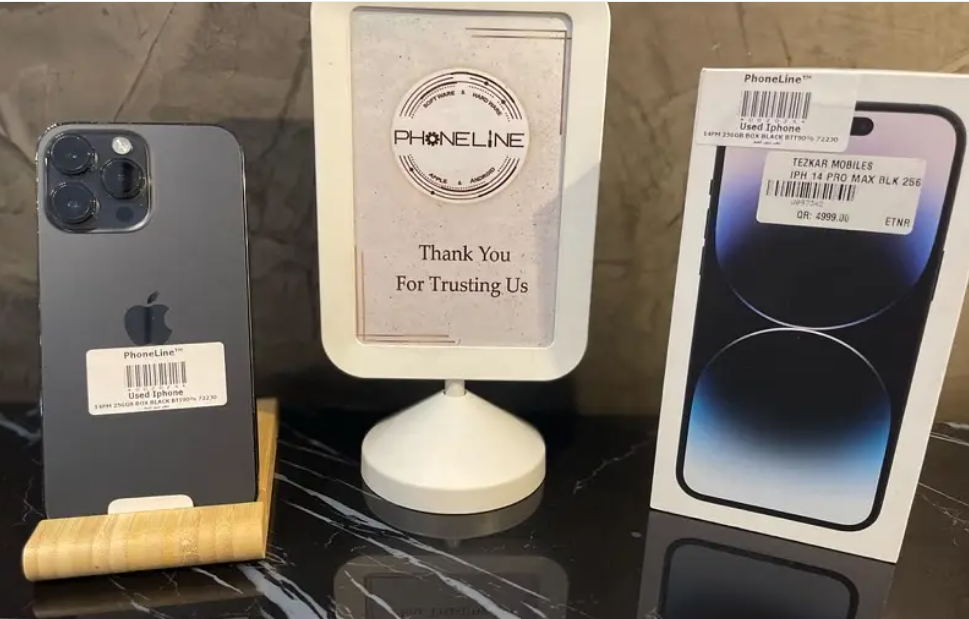 PhoneLine™
Used Iphone
14PM 256GB BOX BLACK BTT90% 72230
SOFTWARE & HARDWARE
PHONELINE
APPLE & ANDROID
Thank You
For Trusting Us
PhoneLine™
Used Iphone
14PM 256GB BOX BLACK BTT90% 72230
TEZKAR MOBILES
IPH 14 PRO MAX BLK 256
QR: 4999.00 ETNR